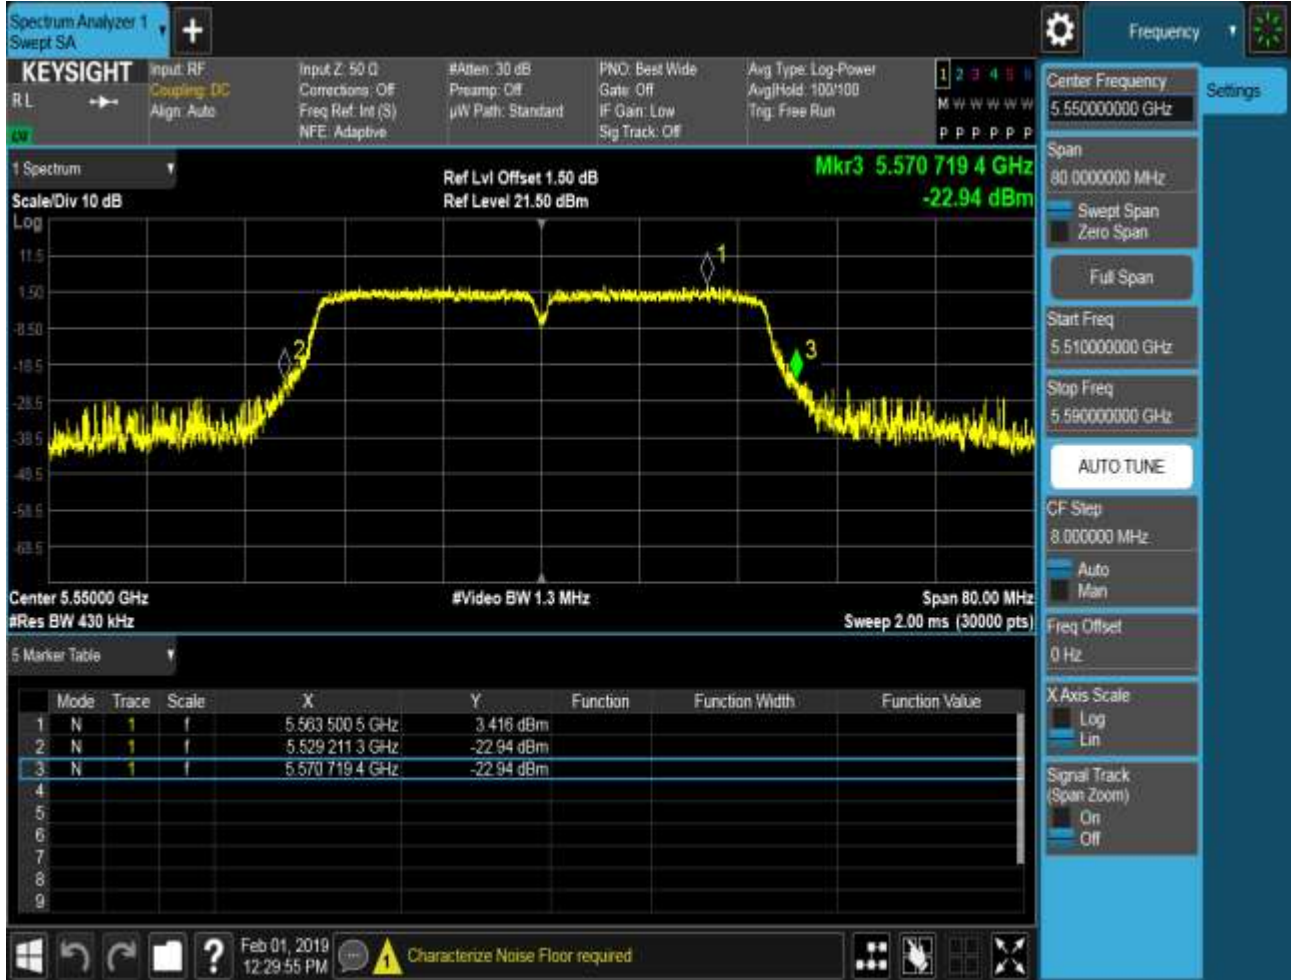 Spectrum Analyzer 1
Swept SA
Frequency
KEYSIGHT
RL
Input: RF
Coupling: DC
Align: Auto
Input Z: 50 Ω
Corrections: Off
Freq Ref: Int (S)
NFE: Adaptive
#Atten: 30 dB
Preamp: Off
µW Path: Standard
PNO: Best Wide
Gate: Off
IF Gain: Low
Sig Track: Off
Avg Type: Log-Power
Avg|Hold: 100/100
Trig: Free Run
1 2 3 4 5 6
M W W W W W
P P P P P P
1 Spectrum
Scale/Div 10 dB
Ref Lvl Offset 1.50 dB
Ref Level 21.50 dBm
Mkr3 5.570 719 4 GHz
-22.94 dBm
Log
11.5
1.50
-8.50
-18.5
-28.5
-38.5
-48.5
-58.5
-68.5
1
2
3
Center 5.55000 GHz
#Video BW 1.3 MHz
Span 80.00 MHz
#Res BW 430 kHz
Sweep 2.00 ms (30000 pts)
5 Marker Table
Mode Trace Scale X Y Function Function Width Function Value
1 N 1 f 5.563 500 5 GHz 3.416 dBm
2 N 1 f 5.529 211 3 GHz -22.94 dBm
3 N 1 f 5.570 719 4 GHz -22.94 dBm
4
5
6
7
8
9
Feb 01, 2019
12:29:55 PM
?
1
Characterize Noise Floor required
Settings
Center Frequency
5.550000000 GHz
Span
80.0000000 MHz
Swept Span
Zero Span
Full Span
Start Freq
5.510000000 GHz
Stop Freq
5.590000000 GHz
AUTO TUNE
CF Step
8.000000 MHz
Auto
Man
Freq Offset
0 Hz
X Axis Scale
Log
Lin
Signal Track
(Span Zoom)
On
Off